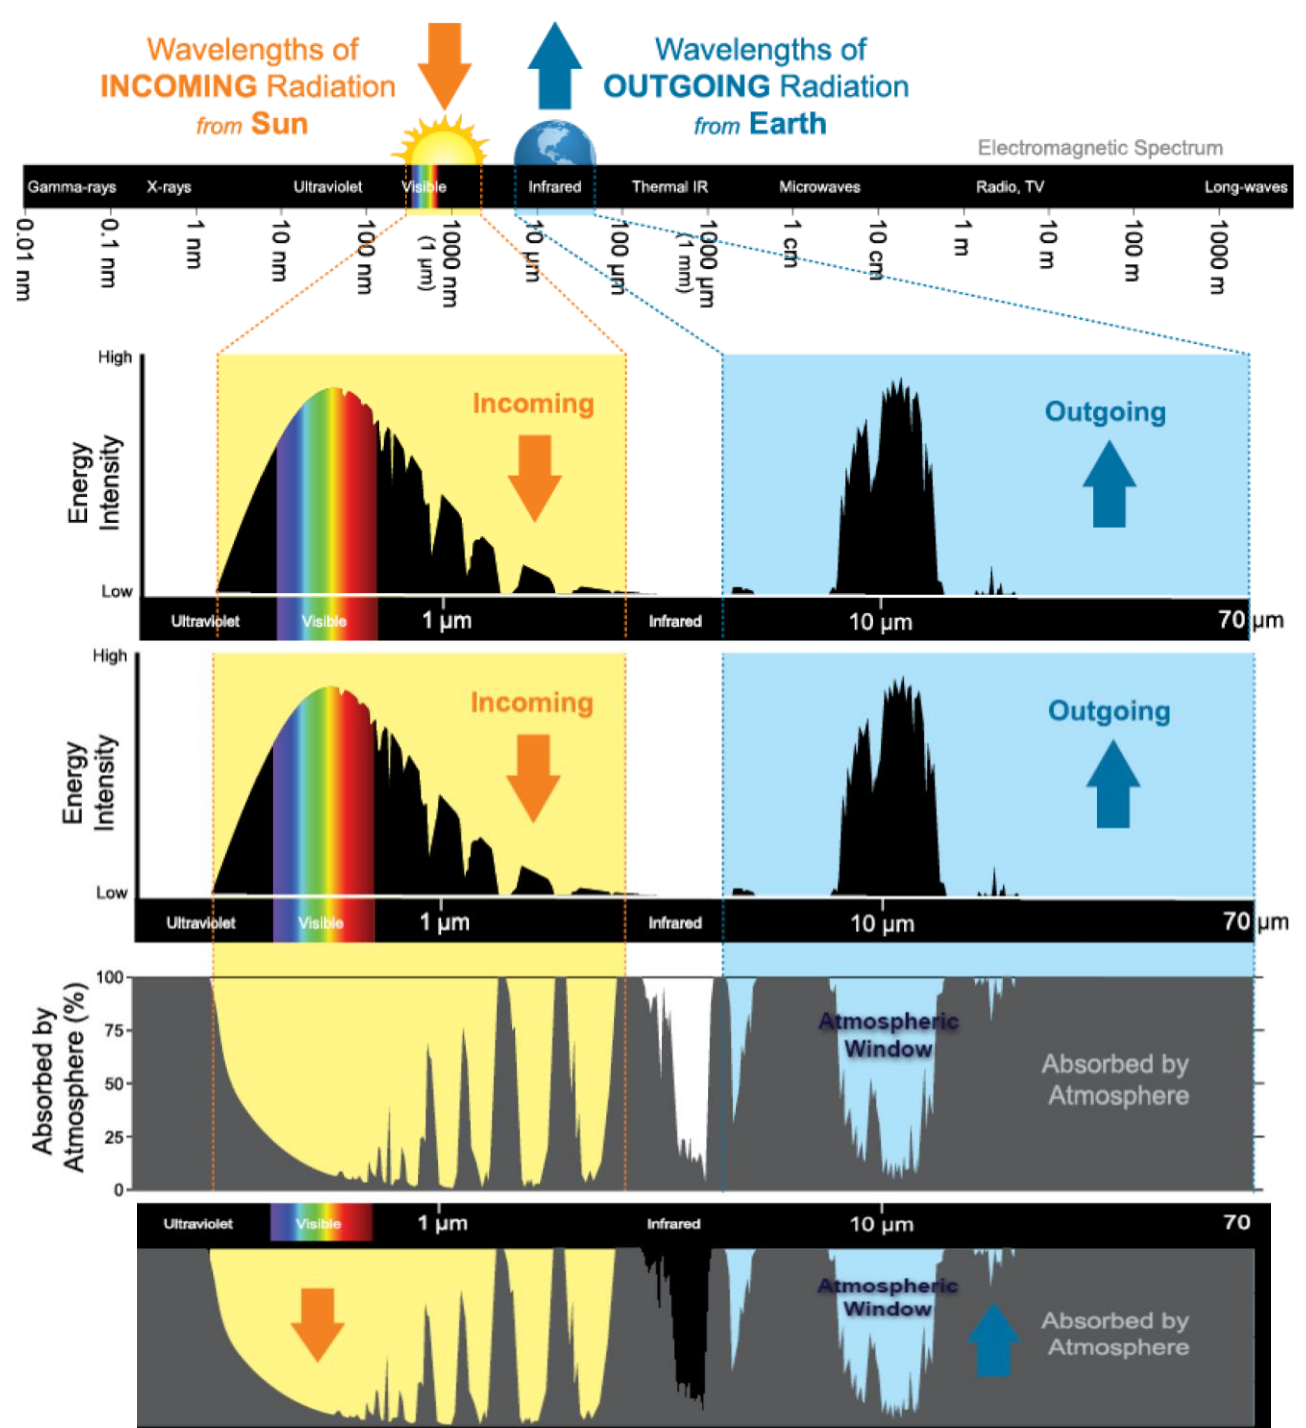 Wavelengths of
INCOMING Radiation
from Sun
Wavelengths of
OUTGOING Radiation
from Earth
Electromagnetic Spectrum
Gamma-rays X-rays Ultraviolet Visible Infrared Thermal IR Microwaves Radio, TV Long-waves
0.01 nm
0.1 nm
1 nm
10 nm
100 nm
1000 nm
(1 µm)
10 µm
100 µm
1000 µm
(1 mm)
1 cm
10 cm
1 m
10 m
100 m
1000 m
High
Energy
Intensity
Low
Incoming
Outgoing
Ultraviolet Visible 1 µm Infrared 10 µm 70 µm
High
Energy
Intensity
Low
Incoming
Outgoing
Ultraviolet Visible 1 µm Infrared 10 µm 70 µm
Absorbed by
Atmosphere (%)
100
75
50
25
0
Atmospheric
Window
Absorbed by
Atmosphere
Ultraviolet Visible 1 µm Infrared 10 µm 70
Atmospheric
Window
Absorbed by
Atmosphere